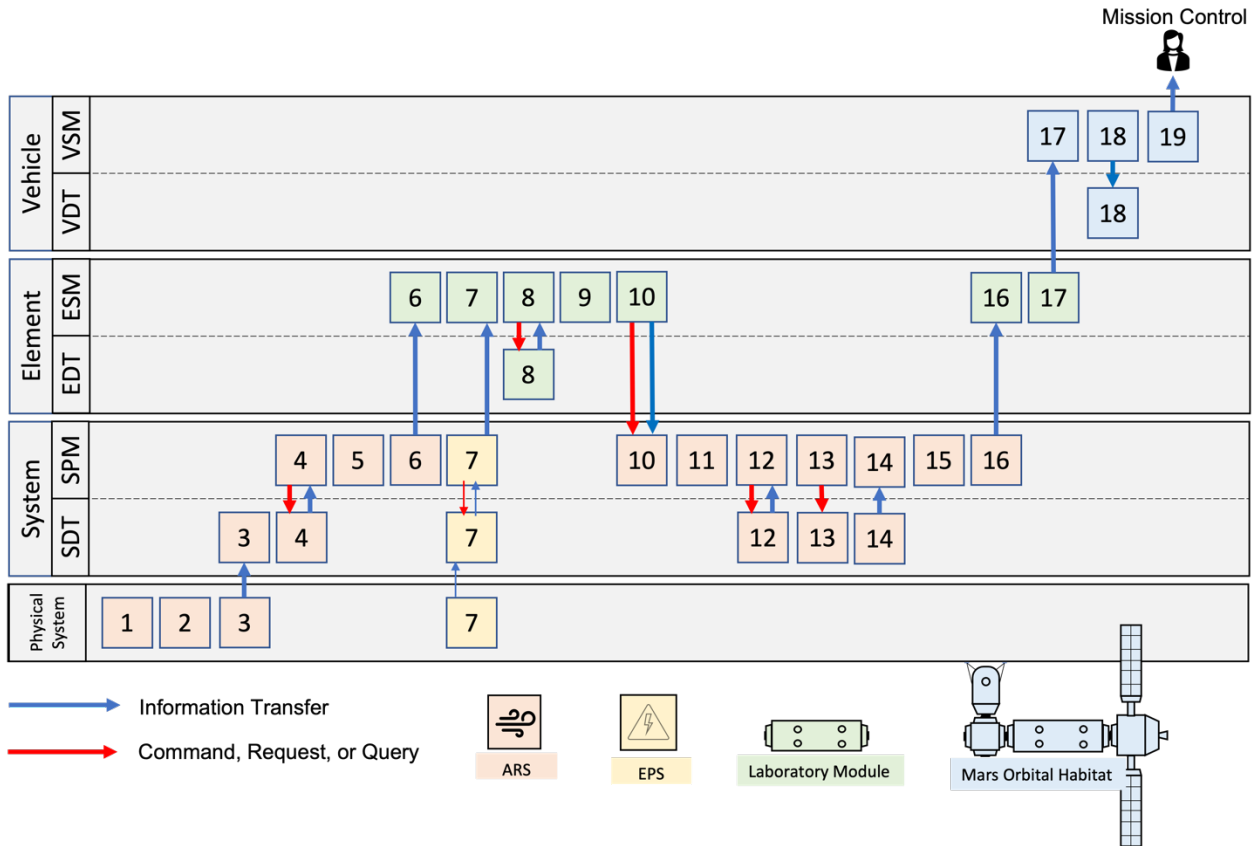 Mission Control
Vehicle
VSM
17
18
19
VDT
18
Element
ESM
6
7
8
9
10
16
17
EDT
8
System
SPM
4
5
6
7
10
11
12
13
14
15
16
SDT
3
4
7
12
13
14
Physical
System
1
2
3
7
Information Transfer
Command, Request, or Query
ARS
EPS
Laboratory Module
Mars Orbital Habitat